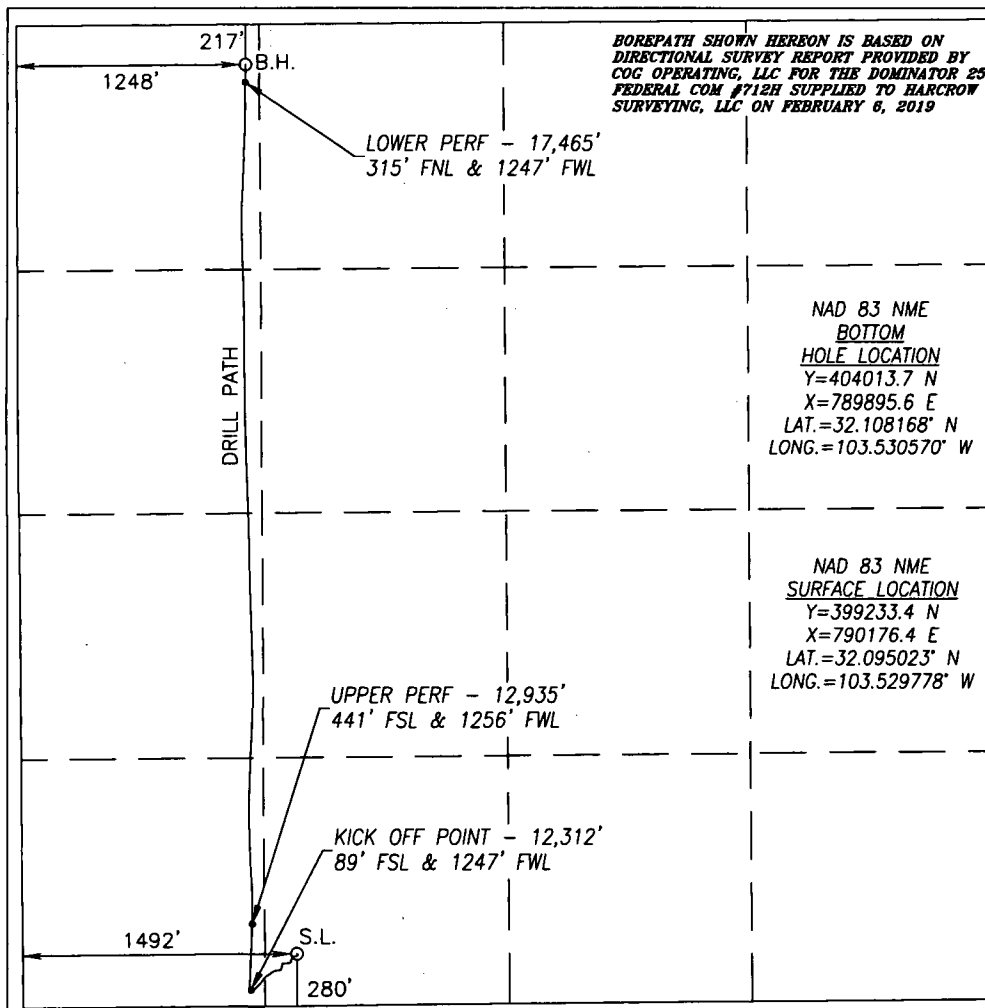 217'
B.H.
1248'
BOREPATH SHOWN HEREON IS BASED ON
DIRECTIONAL SURVEY REPORT PROVIDED BY
COG OPERATING, LLC FOR THE DOMINATOR 25
FEDERAL COM #712H SUPPLIED TO HARCROW
SURVEYING, LLC ON FEBRUARY 6, 2019
LOWER PERF - 17,465'
315' FNL & 1247' FWL
DRILL PATH
NAD 83 NME
BOTTOM
HOLE LOCATION
Y=404013.7 N
X=789895.6 E
LAT.=32.108168° N
LONG.=103.530570° W
NAD 83 NME
SURFACE LOCATION
Y=399233.4 N
X=790176.4 E
LAT.=32.095023° N
LONG.=103.529778° W
UPPER PERF - 12,935'
441' FSL & 1256' FWL
KICK OFF POINT - 12,312'
89' FSL & 1247' FWL
1492'
S.L.
280'